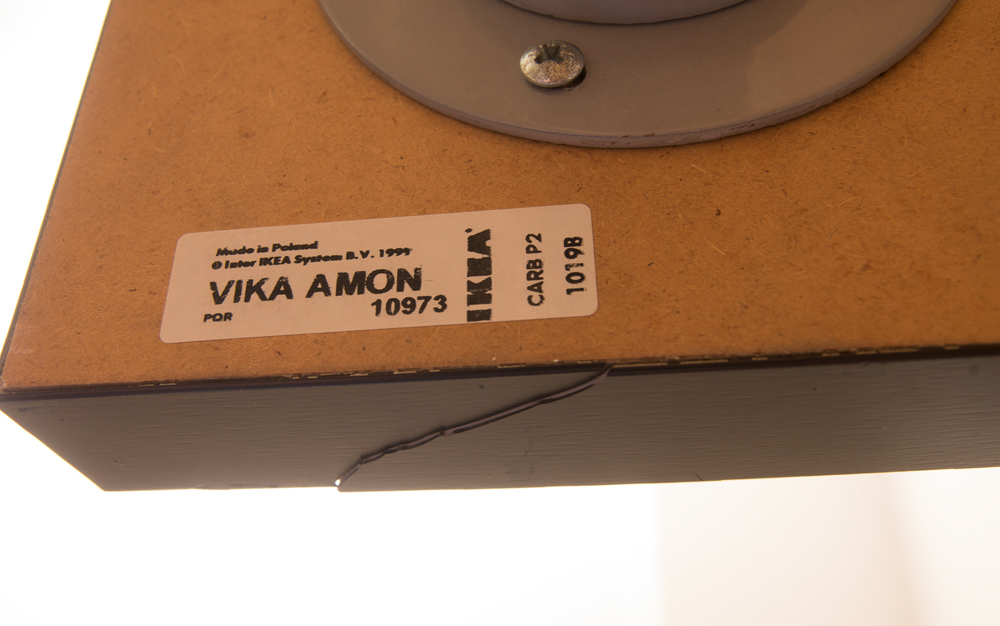 Made in Poland
© Inter IKEA System B.V. 1999
VIKA AMON
10973
PQR
IKEA
CARB P2
1019B